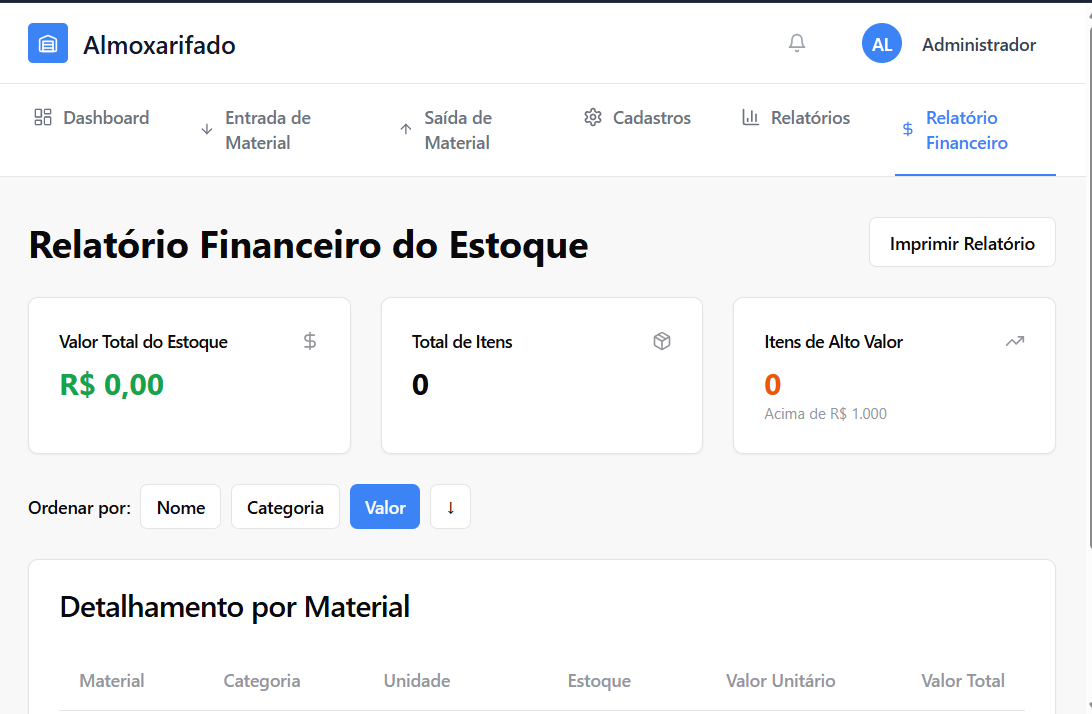 Almoxarifado
AL
Administrador
Dashboard
Entrada de
Material
Saída de
Material
Cadastros
Relatórios
Relatório
Financeiro
Relatório Financeiro do Estoque
Imprimir Relatório
Valor Total do Estoque
R$ 0,00
Total de Itens
0
Itens de Alto Valor
0
Acima de R$ 1.000
Ordenar por: Nome Categoria Valor ↓
Detalhamento por Material
Material Categoria Unidade Estoque Valor Unitário Valor Total